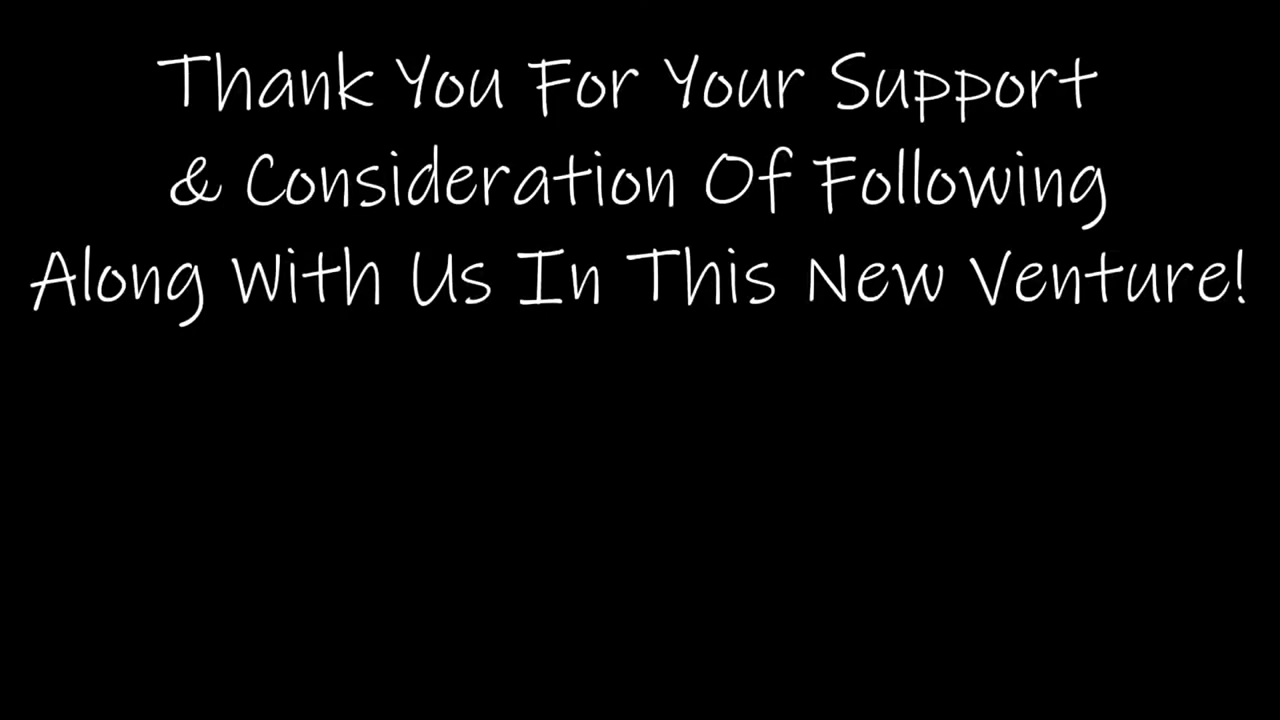 Thank You For Your Support
& Consideration Of Following
Along With Us In This New Venture!